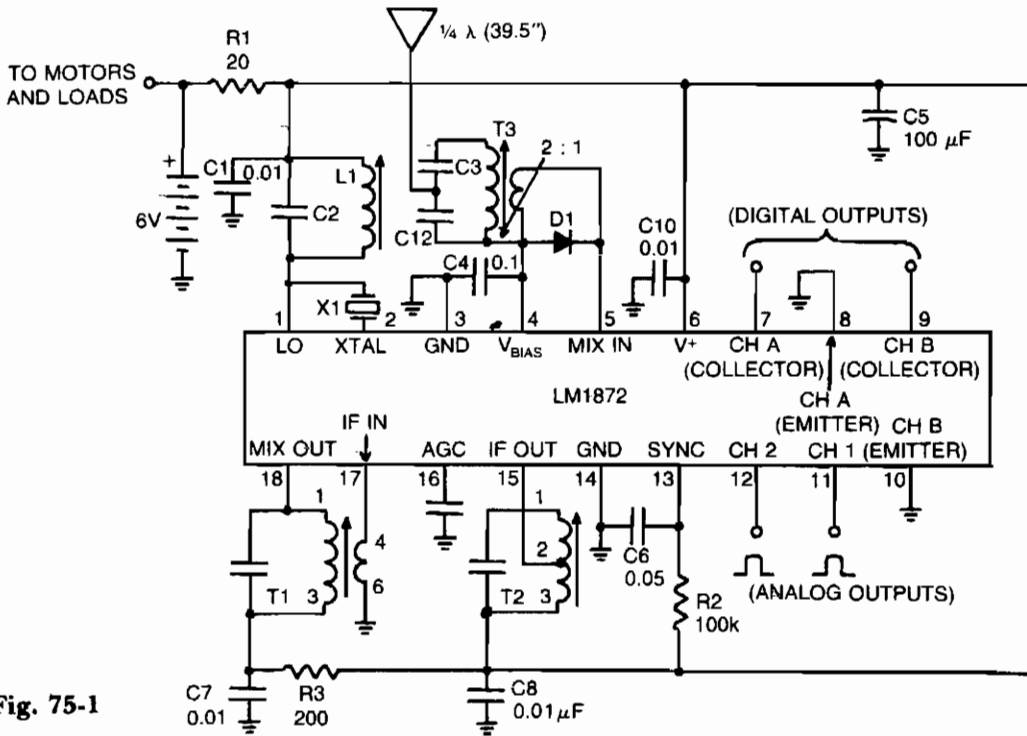 ¼ λ (39.5")
R1
20
TO MOTORS
AND LOADS
C5
100 μF
T3
2 : 1
C3
C1
0.01
L1
+
6V
C2
C12
D1
C10
0.01
(DIGITAL OUTPUTS)
C4
0.1
X1
1 2 3 4 5 6 7 8 9
LO XTAL GND VBIAS MIX IN V+ CH A CH B
(COLLECTOR) (COLLECTOR)
LM1872
CH A
(EMITTER) CH B
IF IN
MIX OUT AGC IF OUT GND SYNC CH 2 CH 1 (EMITTER)
18 17 16 15 14 13 12 11 10
1
4
6
T1 3
1
2
T2 3
C6
0.05
R2
100k
(ANALOG OUTPUTS)
C7
0.01
R3
200
C8
0.01 μF
Fig. 75-1